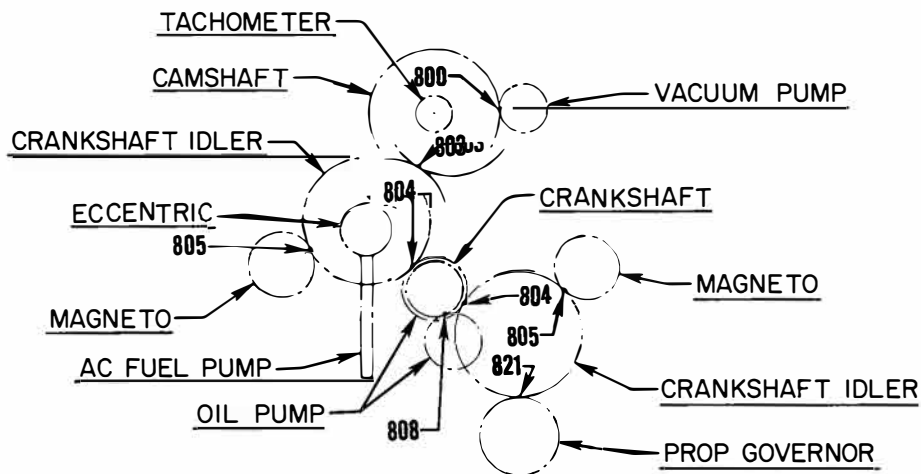 TACHOMETER
CAMSHAFT
800
VACUUM PUMP
CRANKSHAFT IDLER
803
804
CRANKSHAFT
ECCENTRIC
805
804
MAGNETO
MAGNETO
805
AC FUEL PUMP
821
CRANKSHAFT IDLER
OIL PUMP
808
PROP GOVERNOR